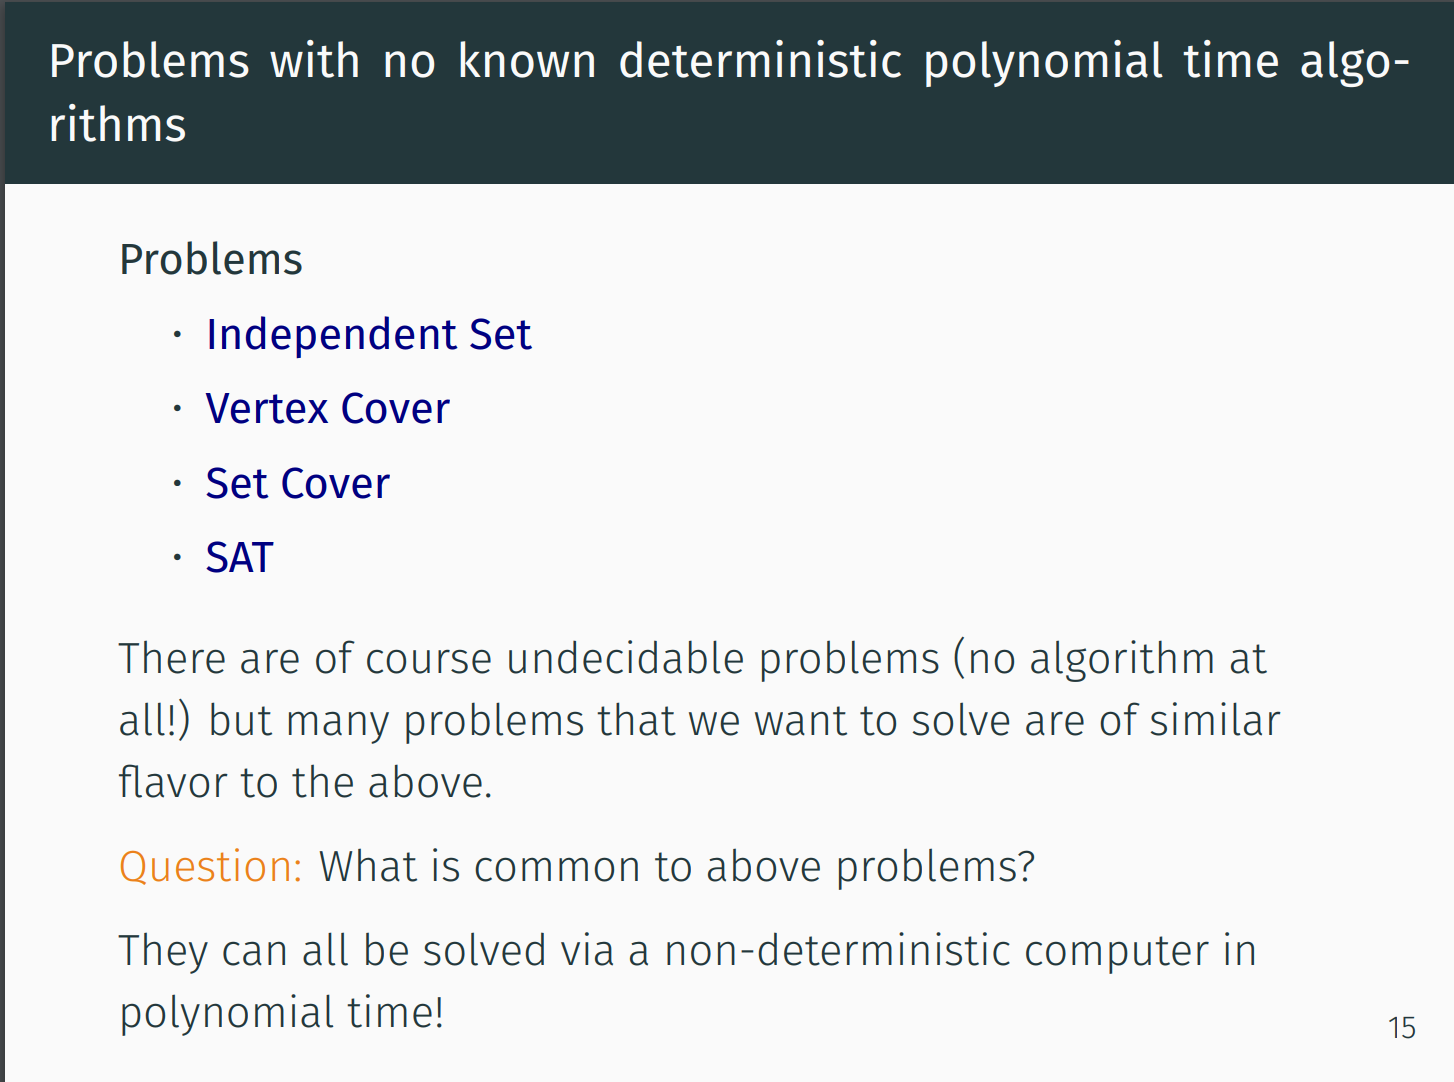 Problems with no known deterministic polynomial time algo-
rithms
Problems
· Independent Set
· Vertex Cover
· Set Cover
· SAT
There are of course undecidable problems (no algorithm at
all!) but many problems that we want to solve are of similar
flavor to the above.
Question: What is common to above problems?
They can all be solved via a non-deterministic computer in
polynomial time!
15